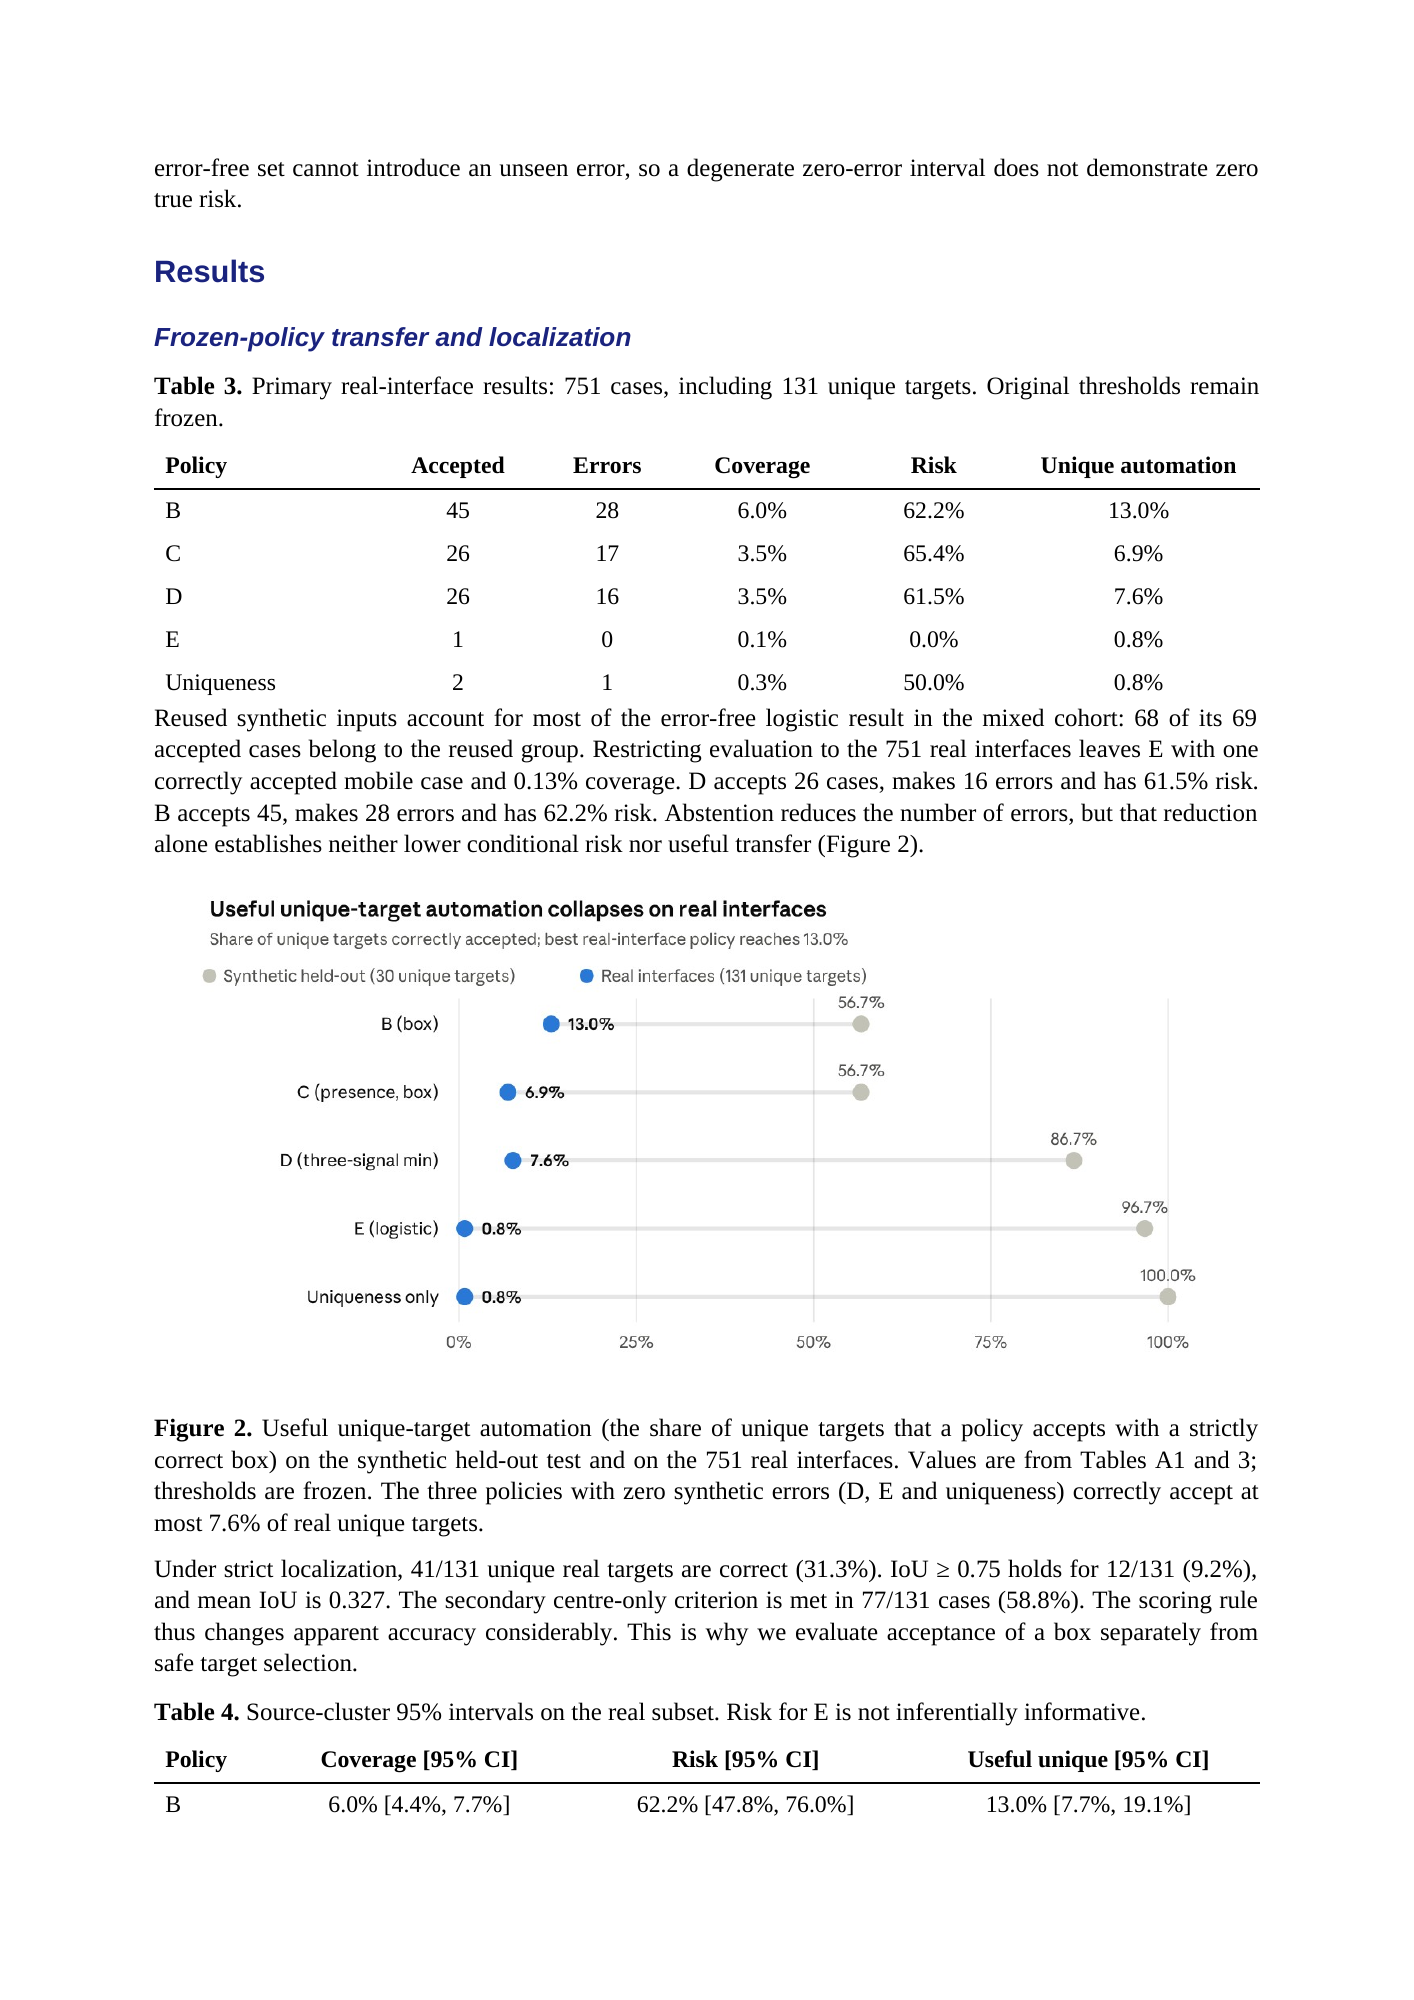 error-free set cannot introduce an unseen error, so a degenerate zero-error interval does not demonstrate zero
true risk.
Results
Frozen-policy transfer and localization
Table 3. Primary real-interface results: 751 cases, including 131 unique targets. Original thresholds remain
frozen.
Policy Accepted Errors Coverage Risk Unique automation
B 45 28 6.0% 62.2% 13.0%
C 26 17 3.5% 65.4% 6.9%
D 26 16 3.5% 61.5% 7.6%
E 1 0 0.1% 0.0% 0.8%
Uniqueness 2 1 0.3% 50.0% 0.8%
Reused synthetic inputs account for most of the error-free logistic result in the mixed cohort: 68 of its 69
accepted cases belong to the reused group. Restricting evaluation to the 751 real interfaces leaves E with one
correctly accepted mobile case and 0.13% coverage. D accepts 26 cases, makes 16 errors and has 61.5% risk.
B accepts 45, makes 28 errors and has 62.2% risk. Abstention reduces the number of errors, but that reduction
alone establishes neither lower conditional risk nor useful transfer (Figure 2).
Useful unique-target automation collapses on real interfaces
Share of unique targets correctly accepted; best real-interface policy reaches 13.0%
Synthetic held-out (30 unique targets) Real interfaces (131 unique targets)
56.7%
B (box) 13.0%
56.7%
C (presence, box) 6.9%
86.7%
D (three-signal min) 7.6%
96.7%
E (logistic) 0.8%
100.0%
Uniqueness only 0.8%
0% 25% 50% 75% 100%
Figure 2. Useful unique-target automation (the share of unique targets that a policy accepts with a strictly
correct box) on the synthetic held-out test and on the 751 real interfaces. Values are from Tables A1 and 3;
thresholds are frozen. The three policies with zero synthetic errors (D, E and uniqueness) correctly accept at
most 7.6% of real unique targets.
Under strict localization, 41/131 unique real targets are correct (31.3%). IoU ≥ 0.75 holds for 12/131 (9.2%),
and mean IoU is 0.327. The secondary centre-only criterion is met in 77/131 cases (58.8%). The scoring rule
thus changes apparent accuracy considerably. This is why we evaluate acceptance of a box separately from
safe target selection.
Table 4. Source-cluster 95% intervals on the real subset. Risk for E is not inferentially informative.
Policy Coverage [95% CI] Risk [95% CI] Useful unique [95% CI]
B 6.0% [4.4%, 7.7%] 62.2% [47.8%, 76.0%] 13.0% [7.7%, 19.1%]